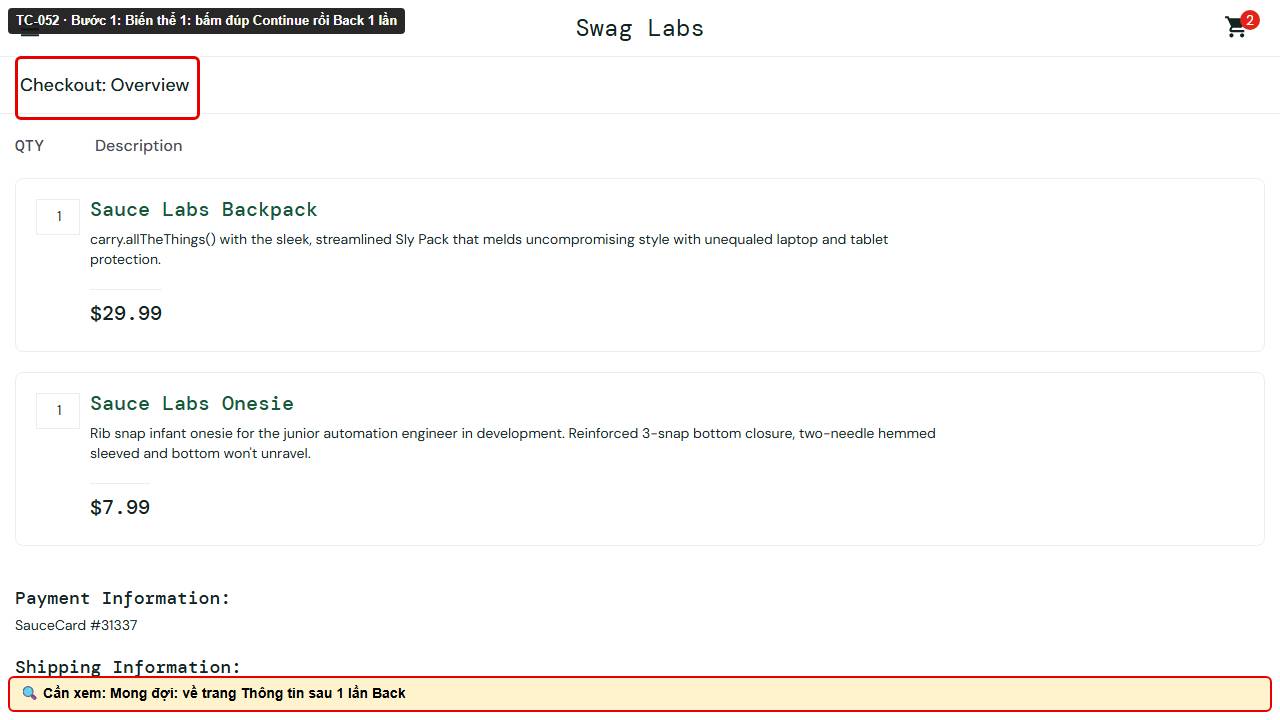 TC-052 · Bước 1: Biến thể 1: bấm đúp Continue rồi Back 1 lần
Swag Labs
2
Checkout: Overview
QTY Description
1
Sauce Labs Backpack
carry.allTheThings() with the sleek, streamlined Sly Pack that melds uncompromising style with unequaled laptop and tablet
protection.
$29.99
1
Sauce Labs Onesie
Rib snap infant onesie for the junior automation engineer in development. Reinforced 3-snap bottom closure, two-needle hemmed
sleeved and bottom won't unravel.
$7.99
Payment Information:
SauceCard #31337
Shipping Information:
🔍 Cần xem: Mong đợi: về trang Thông tin sau 1 lần Back